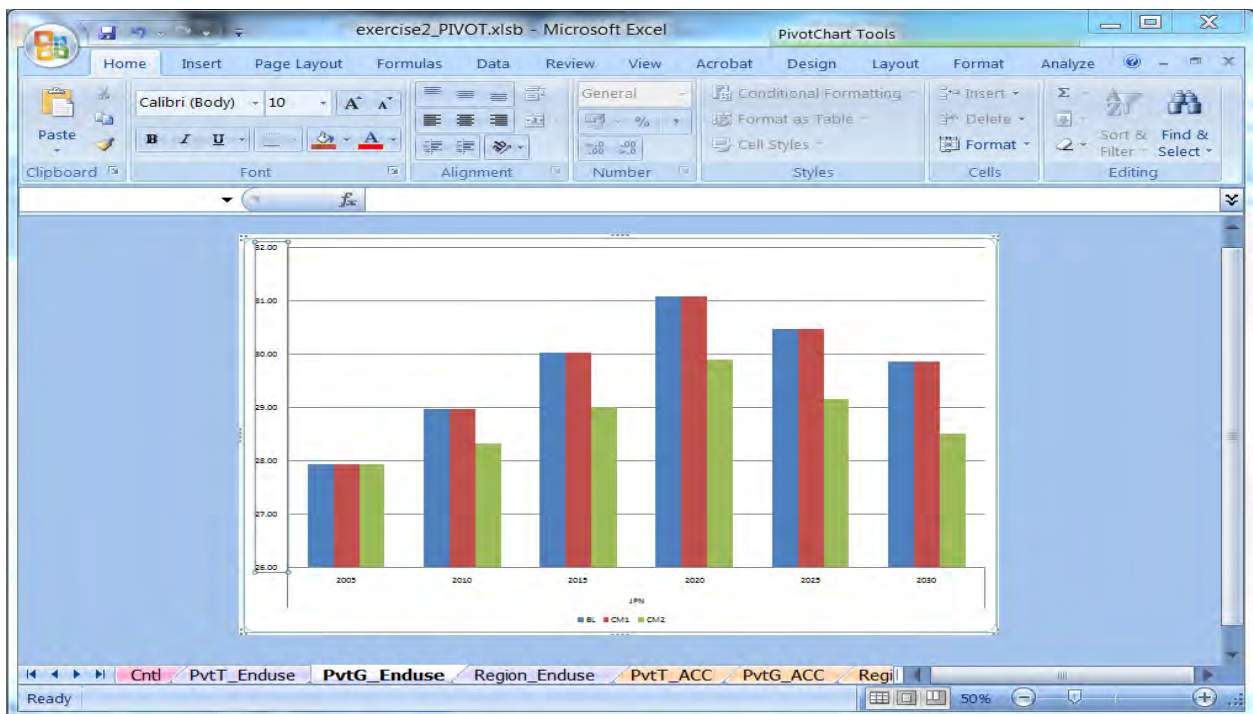 exercise2_PIVOT.xlsb - Microsoft Excel
PivotChart Tools
Home Insert Page Layout Formulas Data Review View Acrobat Design Layout Format Analyze
Paste
Calibri (Body) 10 A A
B I U A
General
% ,
Conditional Formatting
Format as Table
Cell Styles
Insert
Delete
Format
Σ
Sort & Filter
Find & Select
Clipboard Font Alignment Number Styles Cells Editing
fx
32.00
31.00
30.00
29.00
28.00
27.00
26.00
2005 2010 2015 2020 2025 2030
JPN
BL CM1 CM2
Cntl PvtT_Enduse PvtG_Enduse Region_Enduse PvtT_ACC PvtG_ACC Regi
Ready 50%